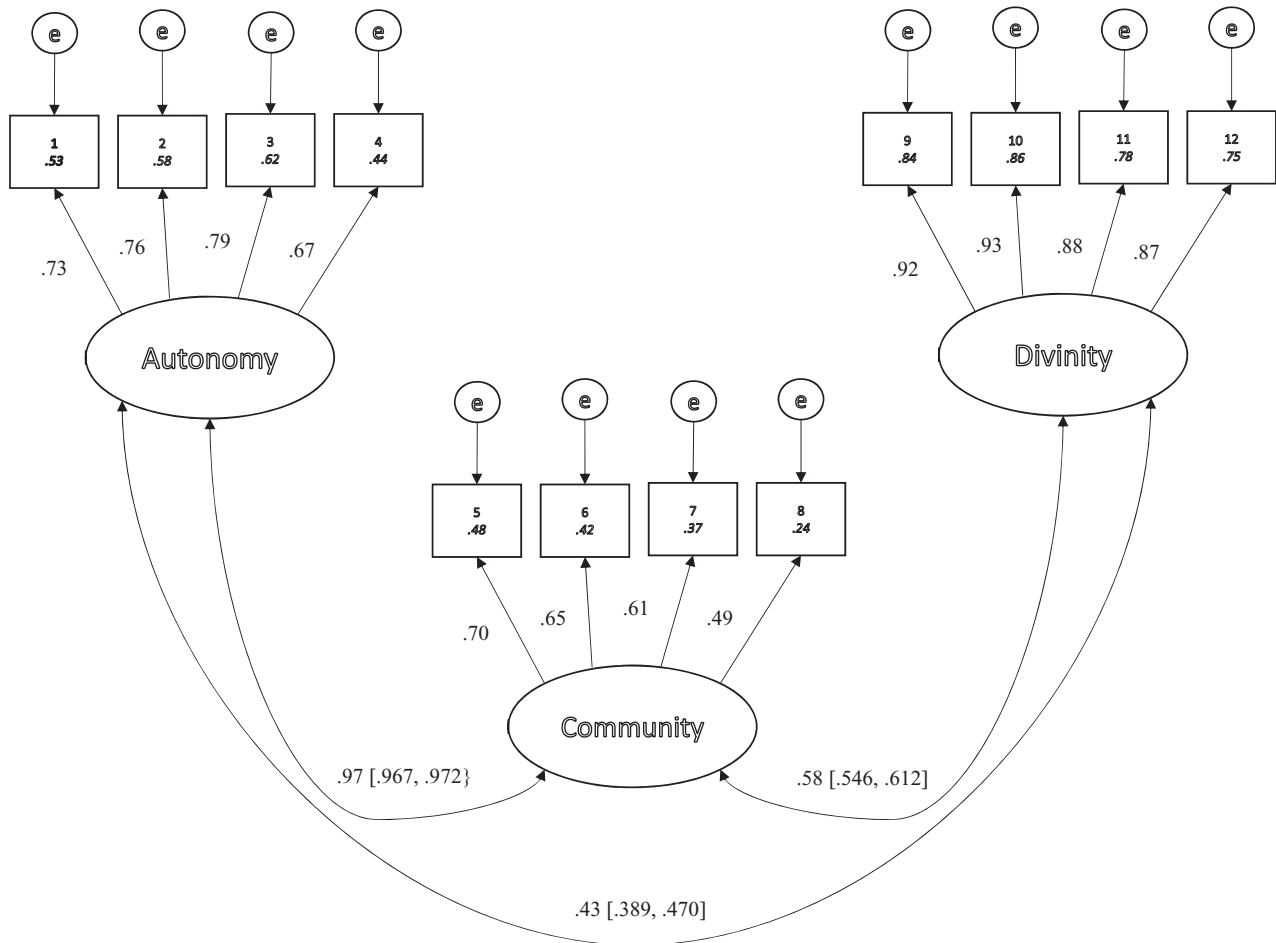 e e e e
e e e e
1 2 3 4
.53 .58 .62 .44
9 10 11 12
.84 .86 .78 .75
.73 .76 .79 .67
.92 .93 .88 .87
Autonomy
Divinity
e e e e
5 6 7 8
.48 .42 .37 .24
.70 .65 .61 .49
Community
.97 [.967, .972}
.58 [.546, .612]
.43 [.389, .470]